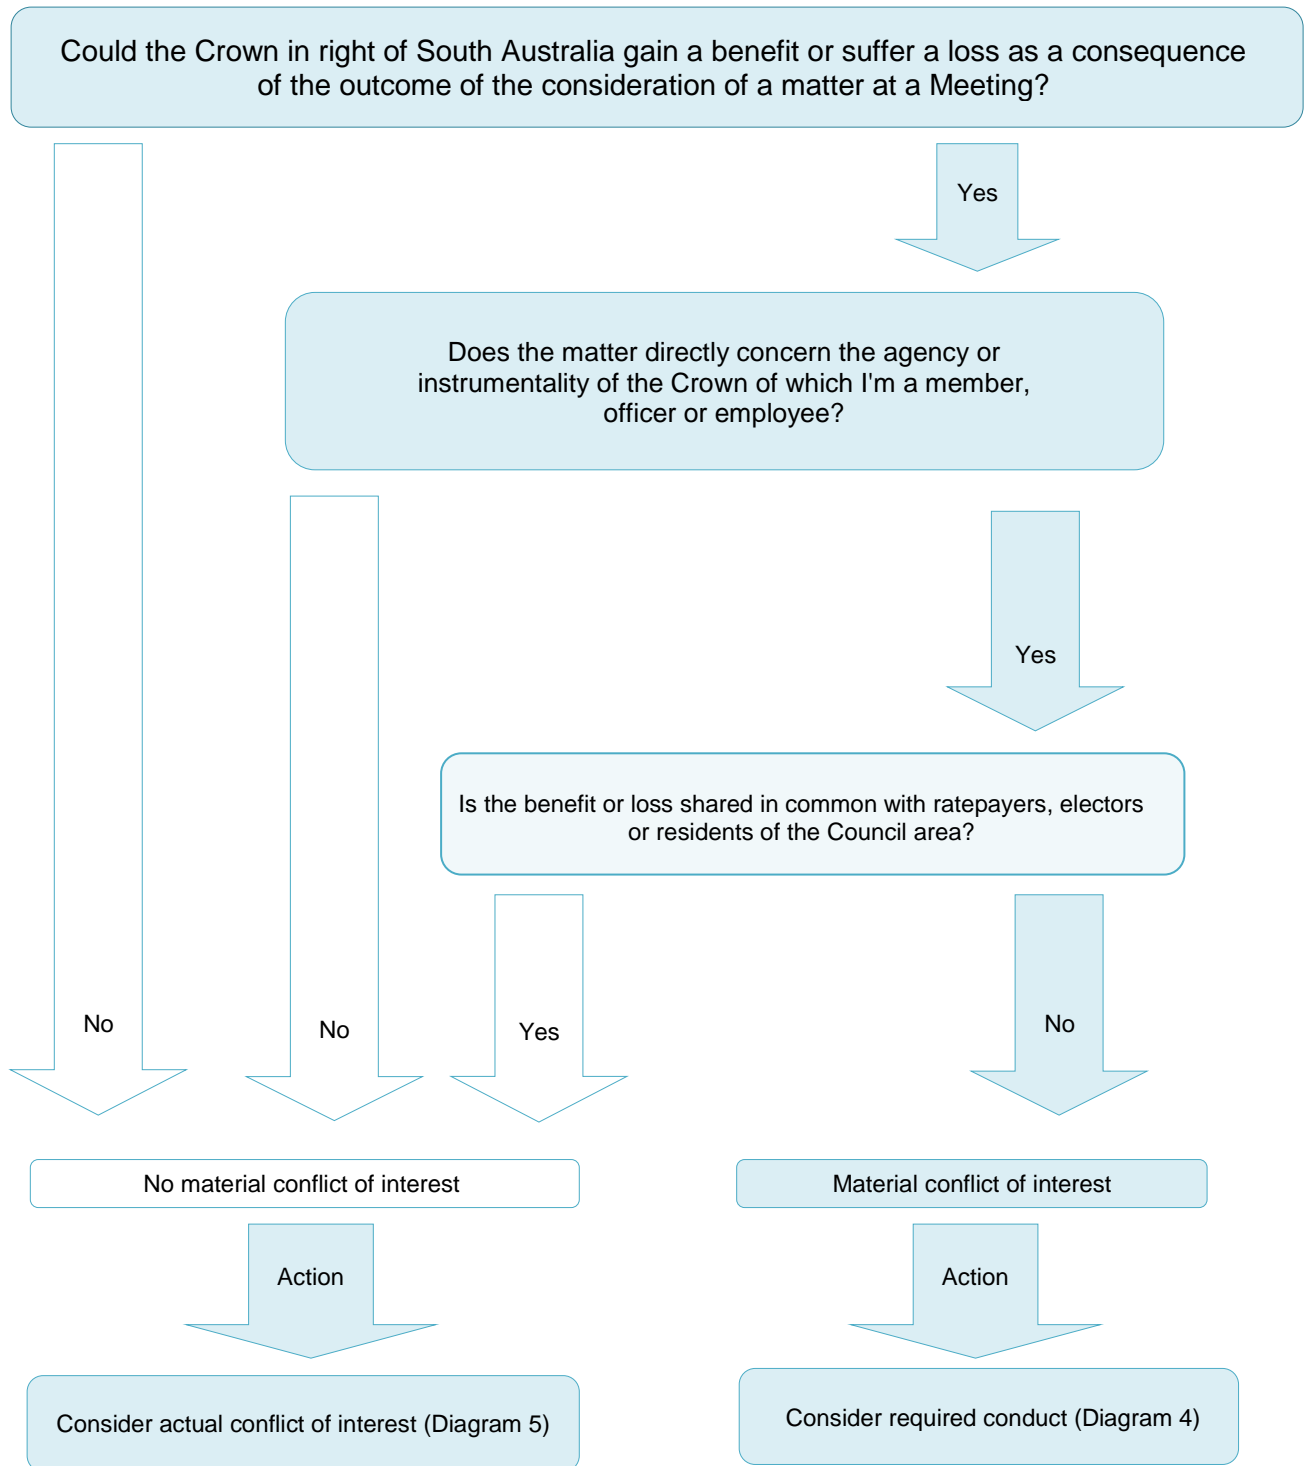 Could the Crown in right of South Australia gain a benefit or suffer a loss as a consequence
of the outcome of the consideration of a matter at a Meeting?
Yes
Does the matter directly concern the agency or
instrumentality of the Crown of which I'm a member,
officer or employee?
Yes
Is the benefit or loss shared in common with ratepayers, electors
or residents of the Council area?
No
No
Yes
No
No material conflict of interest
Material conflict of interest
Action
Action
Consider actual conflict of interest (Diagram 5)
Consider required conduct (Diagram 4)